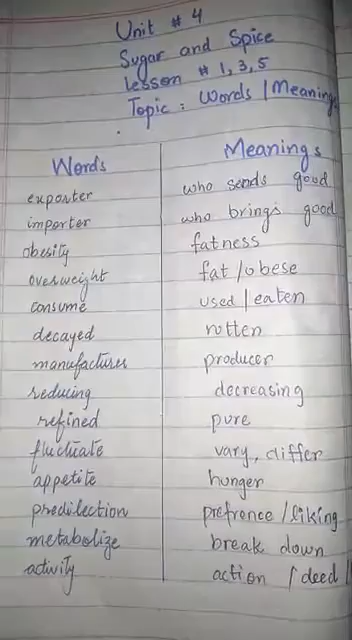 Unit # 4
Sugar and Spice
Lesson # 1, 3, 5
Topic : Words / Meanings
Words Meanings
exporter who sends good
importer who brings good
obesity fatness
overweight fat / obese
consume used / eaten
decayed rotten
manufacturer producer
reducing decreasing
refined pure
fluctuate vary, differ
appetite hunger
predilection prefrence / liking
metabolize break down
activity action / deed